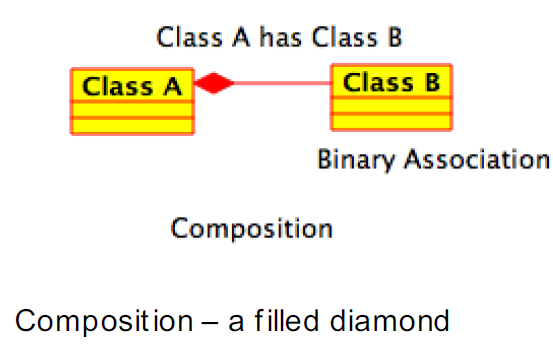 Class A has Class B
Class A
Class B
Binary Association
Composition
Composition – a filled diamond